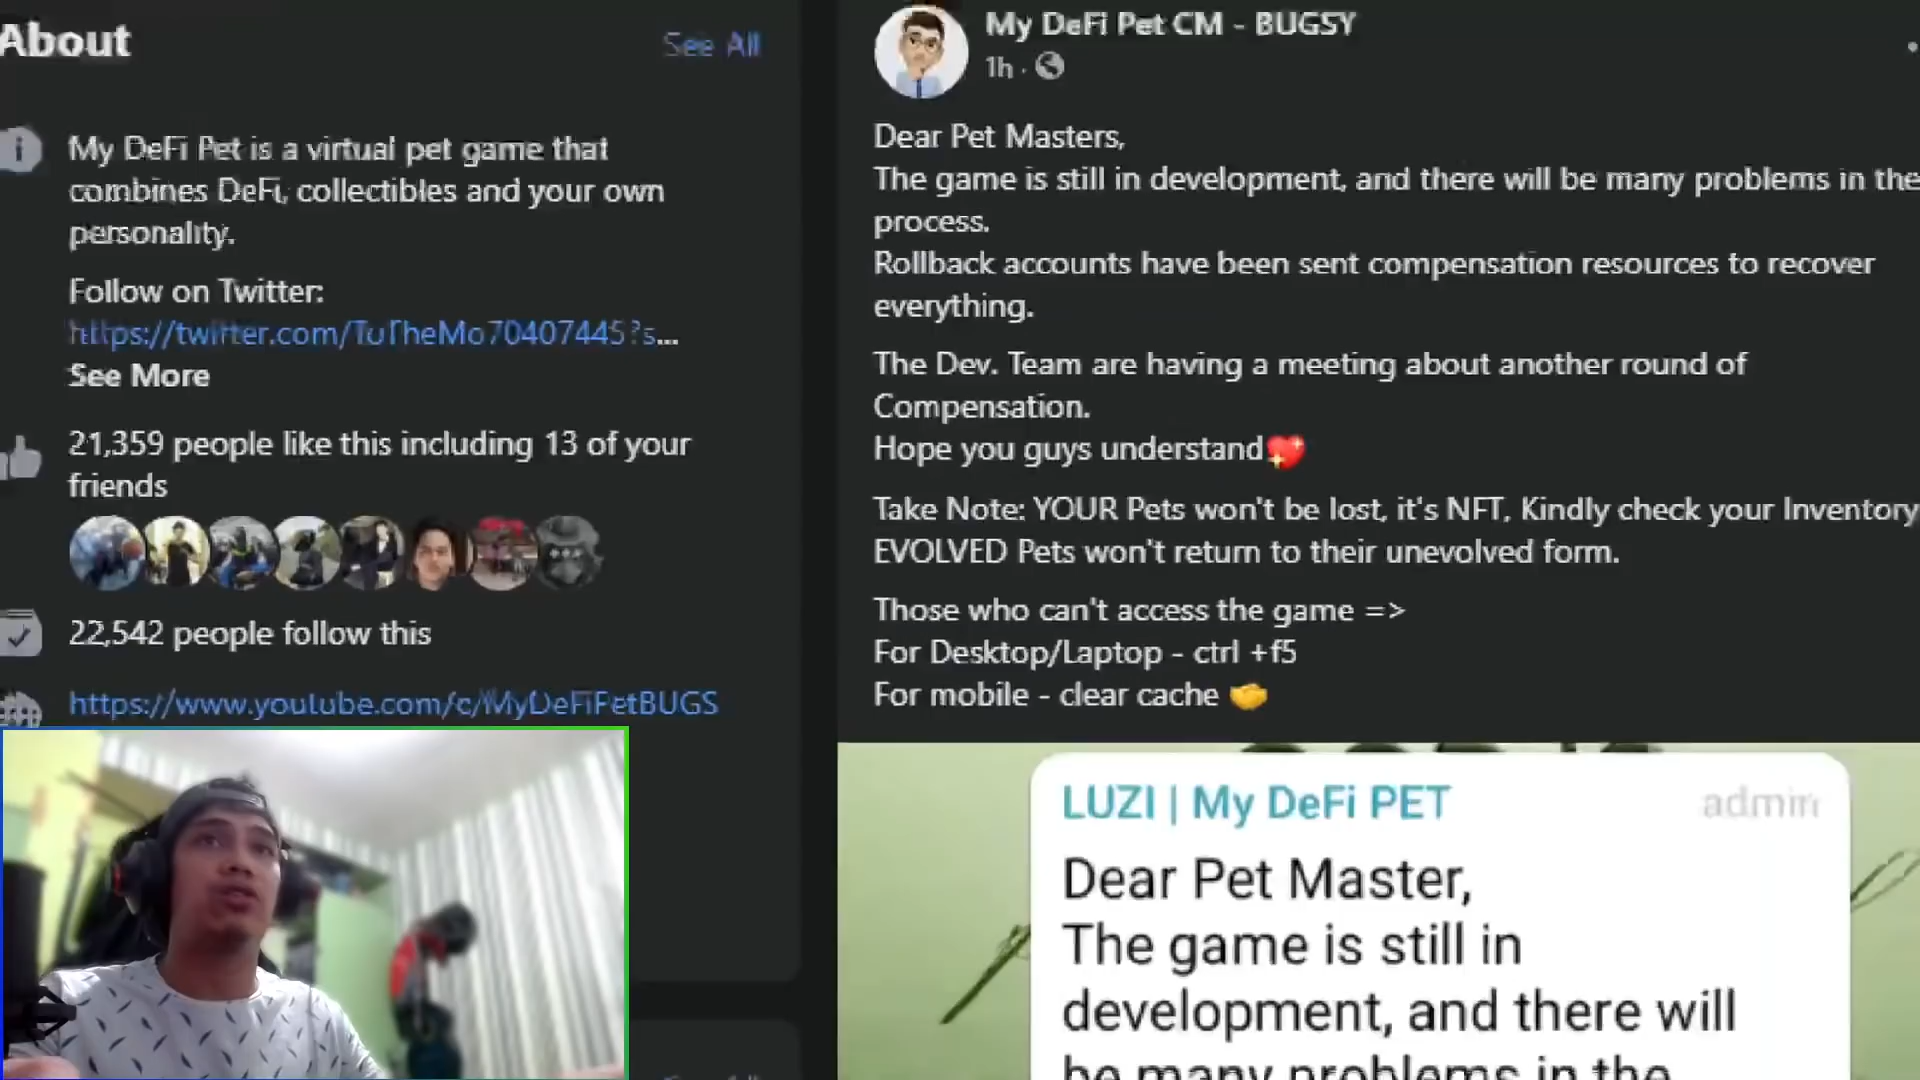 About
See All
My DeFi Pet is a virtual pet game that
combines DeFi, collectibles and your own
personality.
Follow on Twitter:
https://twitter.com/TuTheMo70407445?s...
See More
21,359 people like this including 13 of your
friends
22,542 people follow this
https://www.youtube.com/c/MyDeFiPetBUGS
My DeFi Pet CM - BUGSY
1h ·
Dear Pet Masters,
The game is still in development, and there will be many problems in the
process.
Rollback accounts have been sent compensation resources to recover
everything.
The Dev. Team are having a meeting about another round of
Compensation.
Hope you guys understand💖
Take Note: YOUR Pets won't be lost, it's NFT, Kindly check your Inventory
EVOLVED Pets won't return to their unevolved form.
Those who can't access the game =>
For Desktop/Laptop - ctrl +f5
For mobile - clear cache 🤝
LUZI | My DeFi PET
admin
Dear Pet Master,
The game is still in
development, and there will
be many problems in the